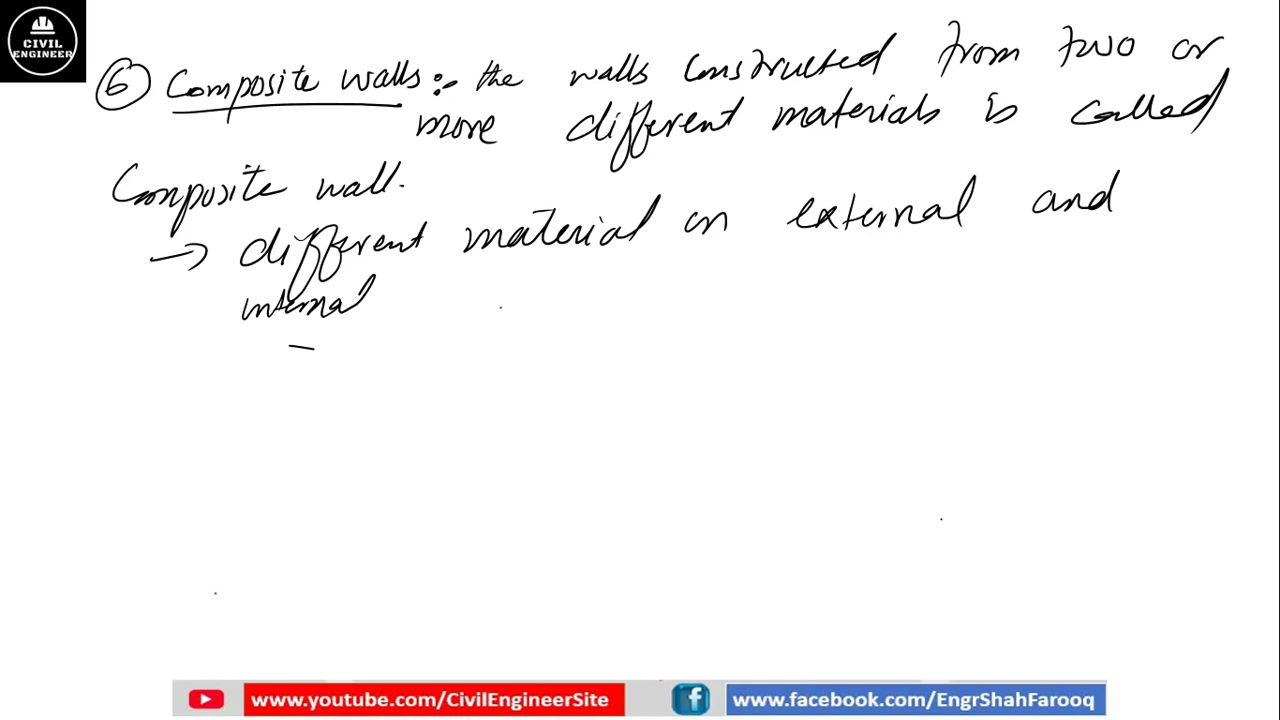 CIVIL
ENGINEER
6 Composite walls:- the walls constructed from two or
more different materials is called
Composite wall.
→ different material on external and
internal
www.youtube.com/CivilEngineerSite
www.facebook.com/EngrShahFarooq